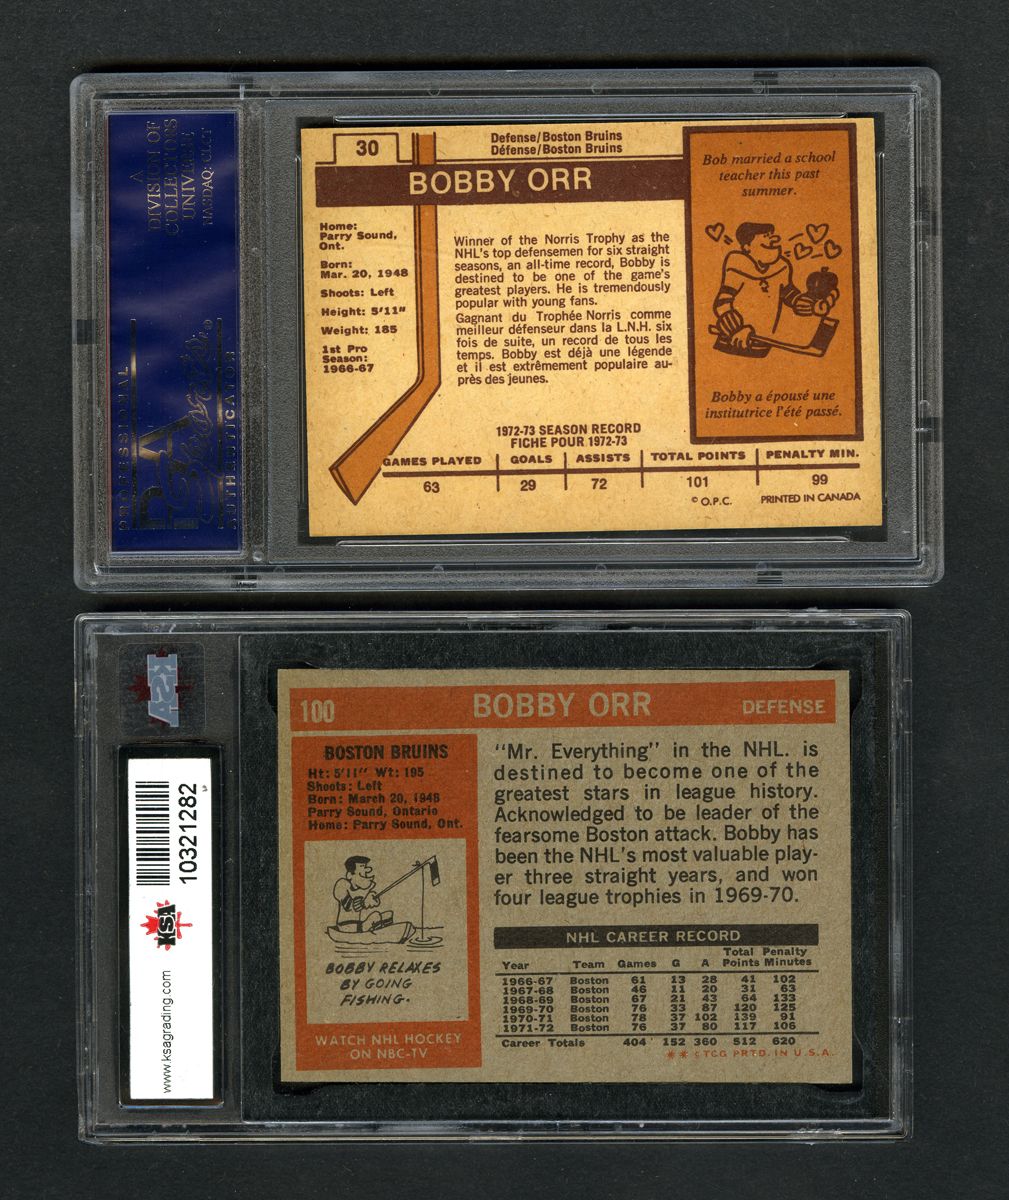 A
DIVISION OF
COLLECTORS
UNIVERSE
NASDAQ: CLCT
PROFESSIONAL
PSA
Sports
AUTHENTICATOR
30
Defense/Boston Bruins
Défense/Boston Bruins
BOBBY ORR
Home:
Parry Sound,
Ont.
Born:
Mar. 20, 1948
Shoots: Left
Height: 5'11"
Weight: 185
1st Pro
Season:
1966-67
Winner of the Norris Trophy as the
NHL's top defensemen for six straight
seasons, an all-time record, Bobby is
destined to be one of the game's
greatest players. He is tremendously
popular with young fans.
Gagnant du Trophée Norris comme
meilleur défenseur dans la L.N.H. six
fois de suite, un record de tous les
temps. Bobby est déjà une légende
et il est extrêmement populaire au-
près des jeunes.
Bob married a school
teacher this past
summer.
Bobby a épousé une
institutrice l'été passé.
1972-73 SEASON RECORD
FICHE POUR 1972-73
GAMES PLAYED GOALS ASSISTS TOTAL POINTS PENALTY MIN.
63 29 72 101 99
© O.P.C. PRINTED IN CANADA
KSA
10321282
KSA
www.ksagrading.com
100 BOBBY ORR DEFENSE
BOSTON BRUINS
Ht: 5'11" Wt: 195
Shoots: Left
Born: March 20, 1948
Parry Sound, Ontario
Home: Parry Sound, Ont.
BOBBY RELAXES
BY GOING
FISHING.
WATCH NHL HOCKEY
ON NBC-TV
"Mr. Everything" in the NHL. is
destined to become one of the
greatest stars in league history.
Acknowledged to be leader of the
fearsome Boston attack. Bobby has
been the NHL's most valuable play-
er three straight years, and won
four league trophies in 1969-70.
NHL CAREER RECORD
Total Penalty
Year Team Games G A Points Minutes
1966-67 Boston 61 13 28 41 102
1967-68 Boston 46 11 20 31 63
1968-69 Boston 67 21 43 64 133
1969-70 Boston 76 33 87 120 125
1970-71 Boston 78 37 102 139 91
1971-72 Boston 76 37 80 117 106
Career Totals 404 152 360 512 620
** © TCG PRTD. IN U.S.A.